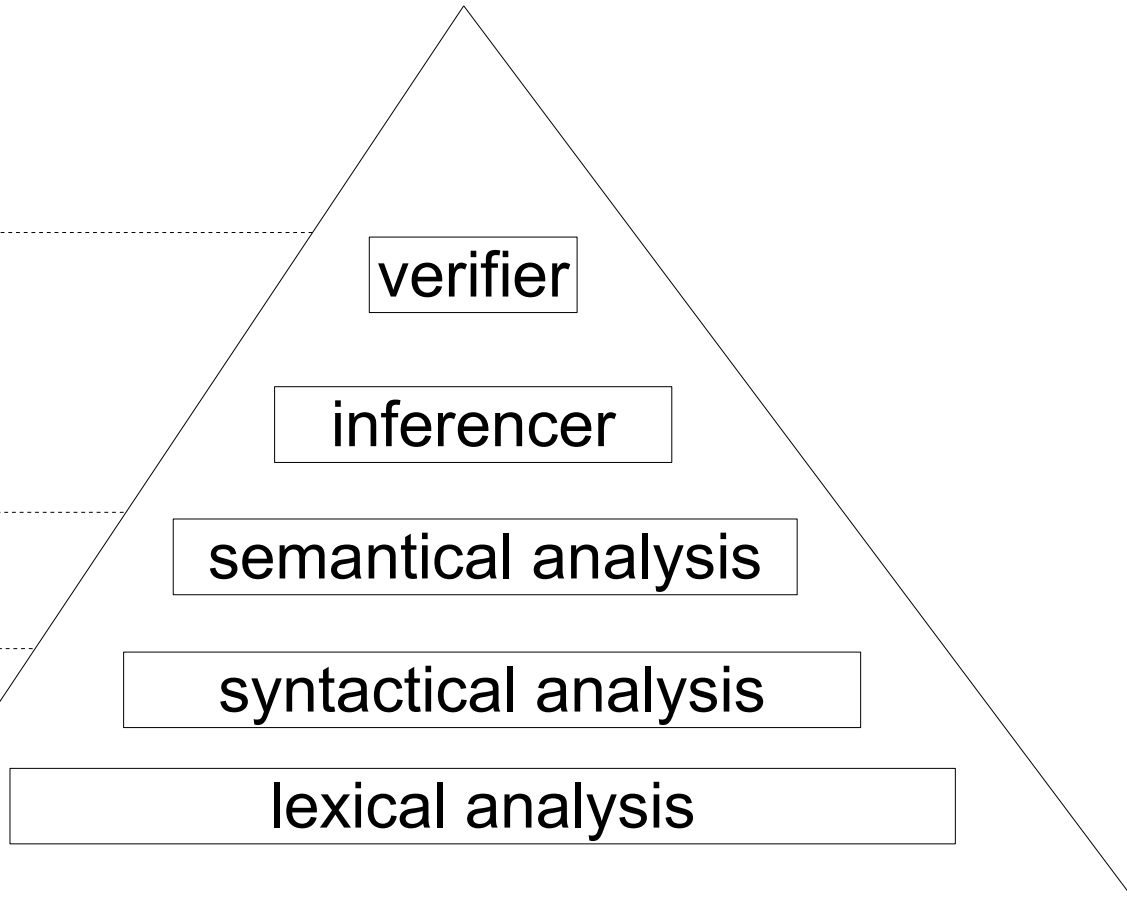 verifier
inferencer
semantical analysis
syntactical analysis
lexical analysis